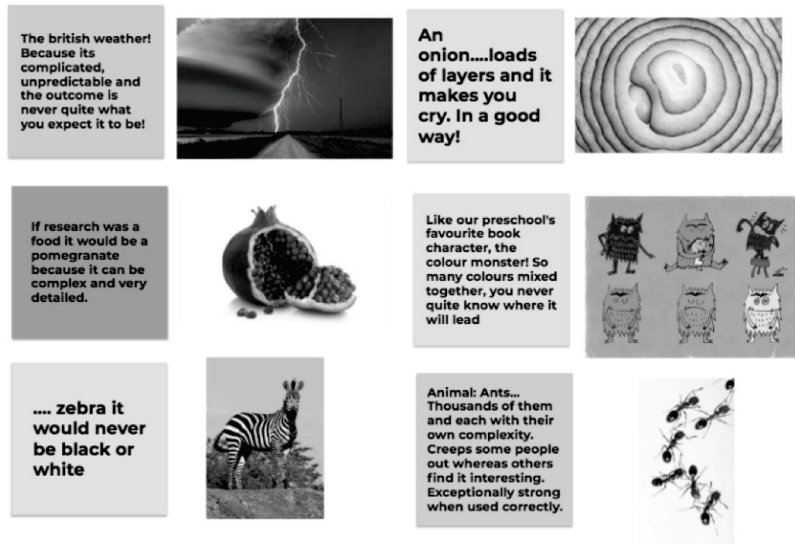 The british weather!
Because its
complicated,
unpredictable and
the outcome is
never quite what
you expect it to be!
An
onion....loads
of layers and it
makes you
cry. In a good
way!
If research was a
food it would be a
pomegranate
because it can be
complex and very
detailed.
Like our preschool's
favourite book
character, the
colour monster! So
many colours mixed
together, you never
quite know where it
will lead
.... zebra it
would never
be black or
white
Animal: Ants...
Thousands of them
and each with their
own complexity.
Creeps some people
out whereas others
find it interesting.
Exceptionally strong
when used correctly.